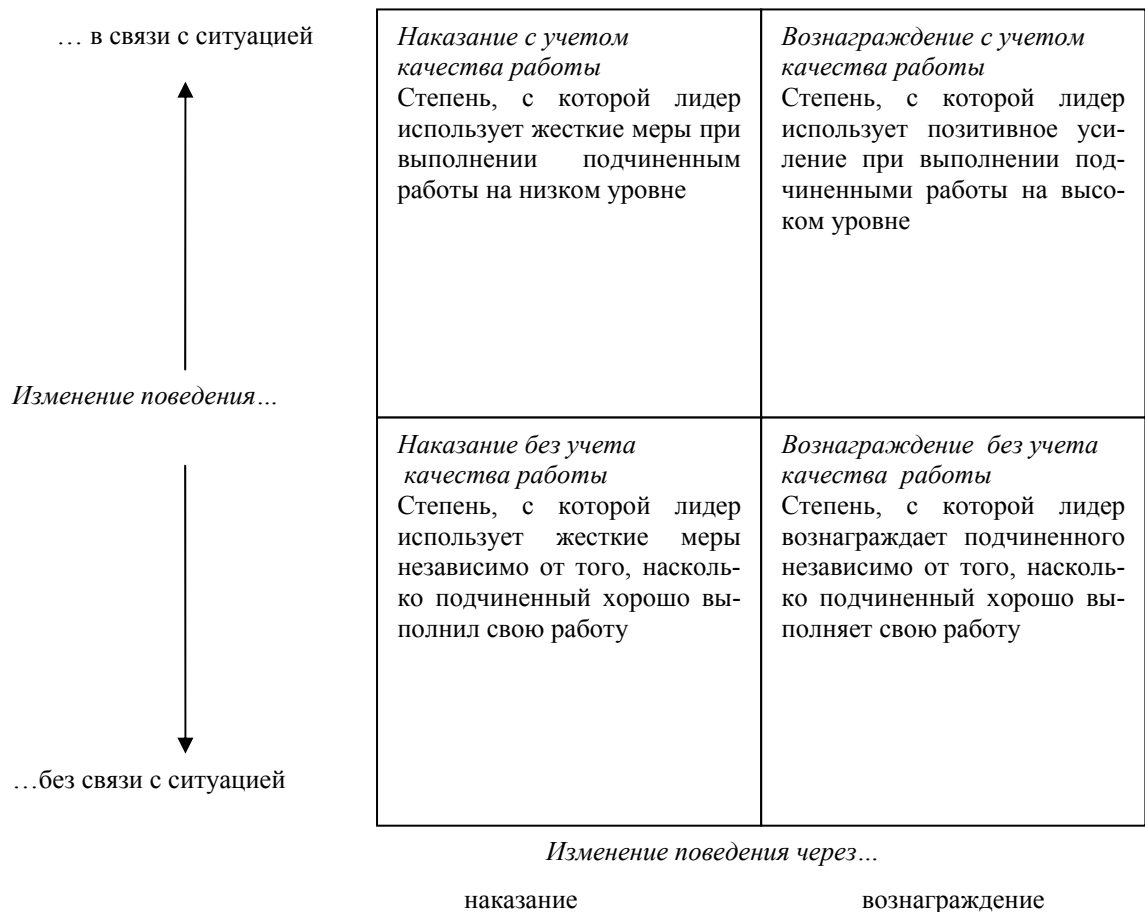 … в связи с ситуацией
Наказание с учетом
качества работы
Степень, с которой лидер
использует жесткие меры при
выполнении подчиненным
работы на низком уровне
Вознаграждение с учетом
качества работы
Степень, с которой лидер
использует позитивное уси-
ление при выполнении под-
чиненными работы на высо-
ком уровне
Изменение поведения…
Наказание без учета
качества работы
Степень, с которой лидер
использует жесткие меры
независимо от того, насколь-
ко подчиненный хорошо вы-
полнил свою работу
Вознаграждение без учета
качества работы
Степень, с которой лидер
вознаграждает подчиненного
независимо от того, насколь-
ко подчиненный хорошо вы-
полняет свою работу
…без связи с ситуацией
Изменение поведения через…
наказание вознаграждение